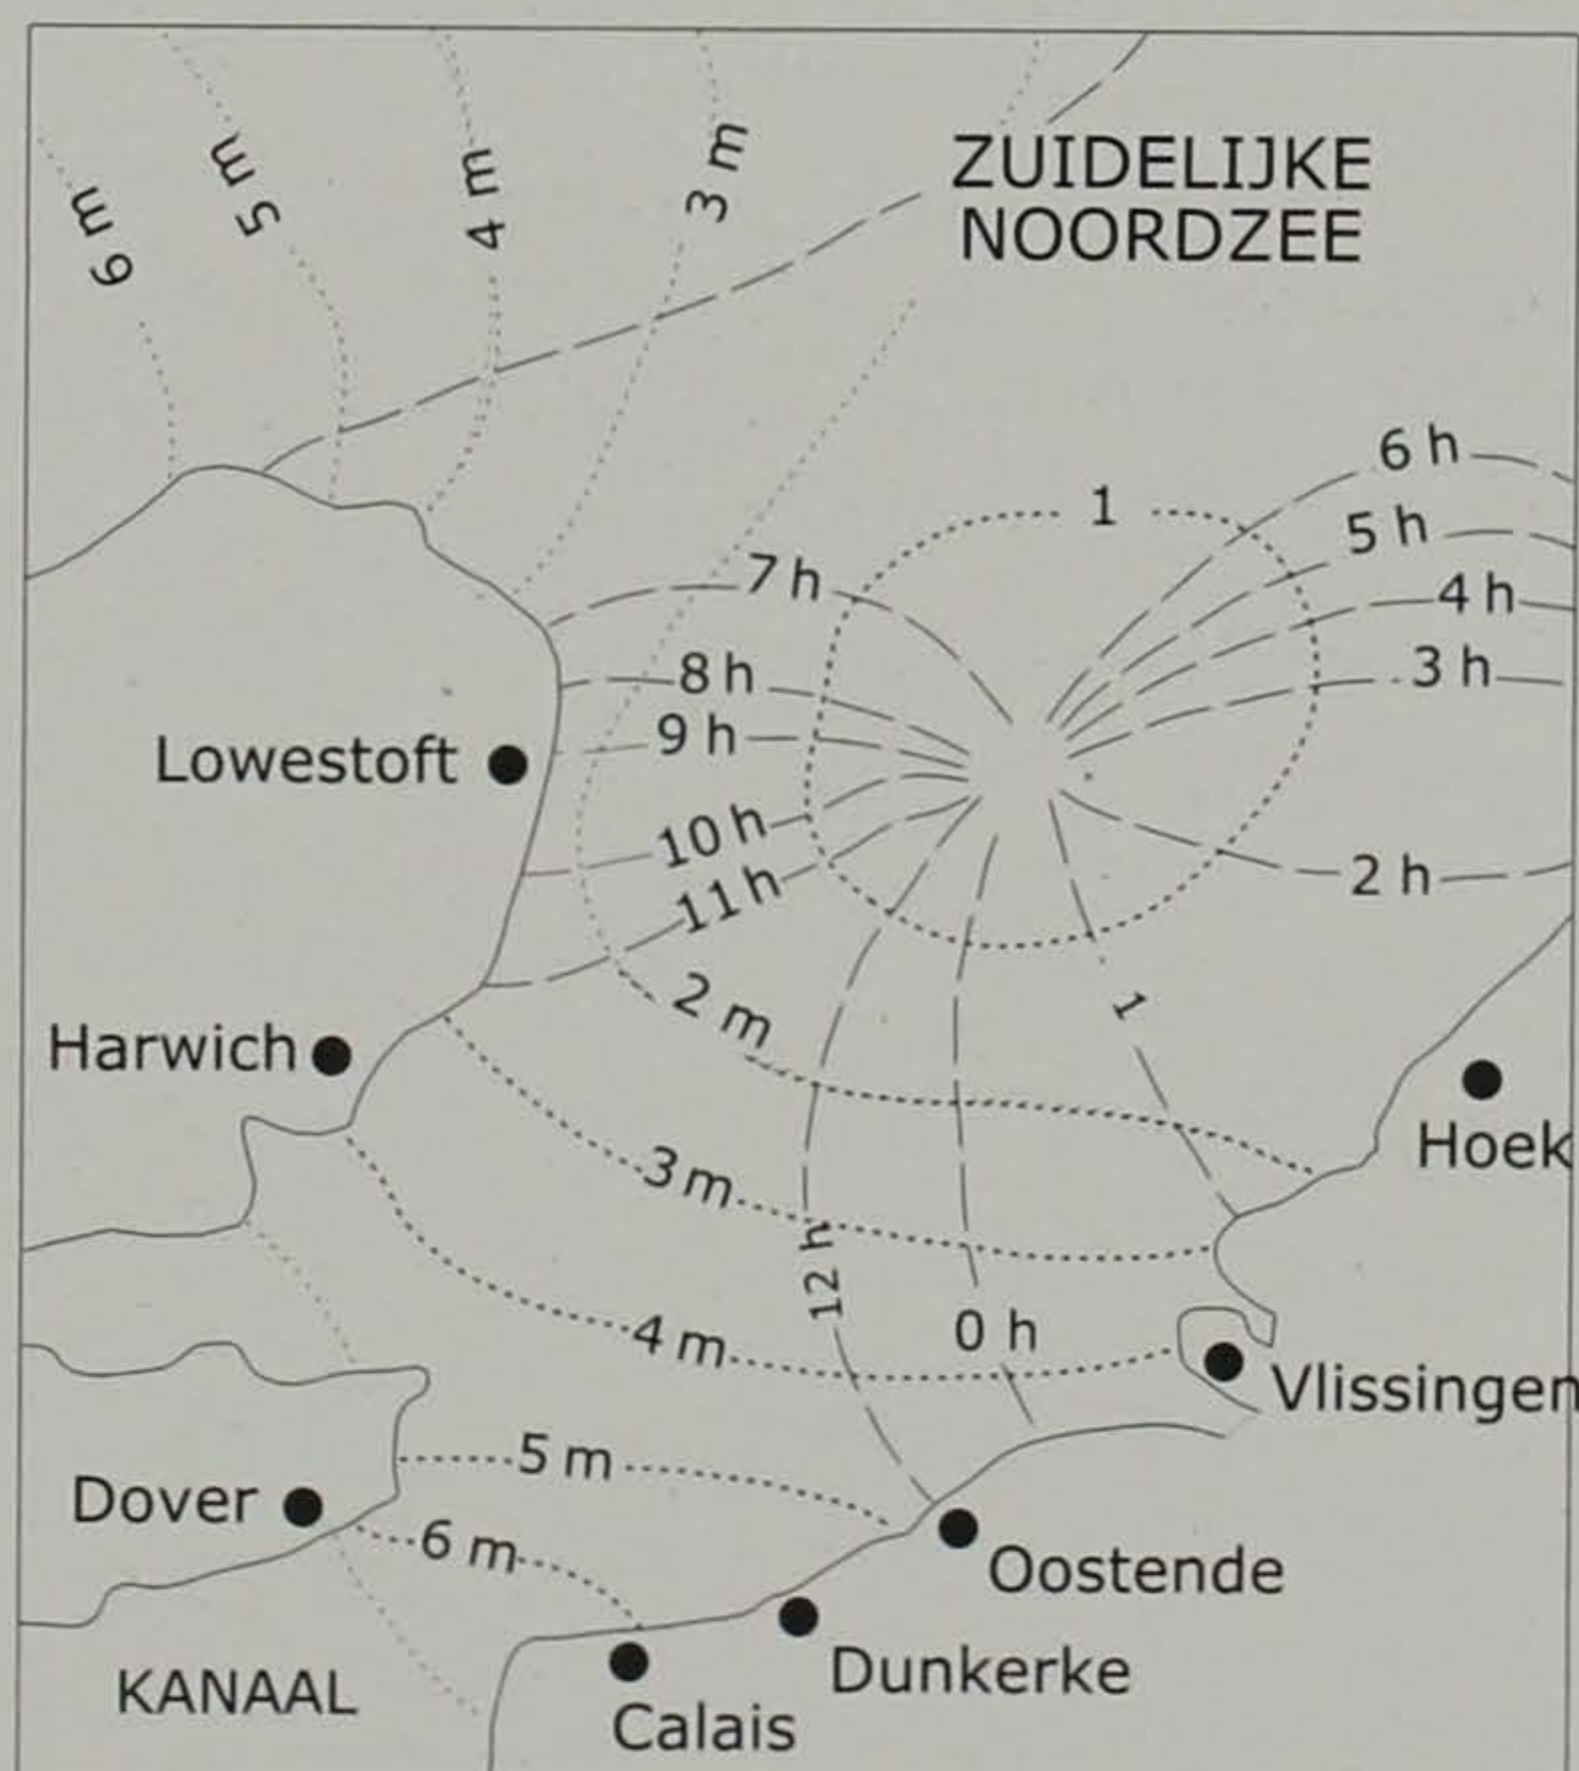 6 m
5 m
4 m
3 m
ZUIDELIJKE
NOORDZEE
6 h
1
5 h
7 h
4 h
8 h
3 h
9 h
Lowestoft
10 h
2 h
11 h
2 m
1
Harwich
Hoek
3 m
12 h
0 h
4 m
Vlissingen
5 m
Dover
6 m
Oostende
Dunkerke
KANAAL
Calais